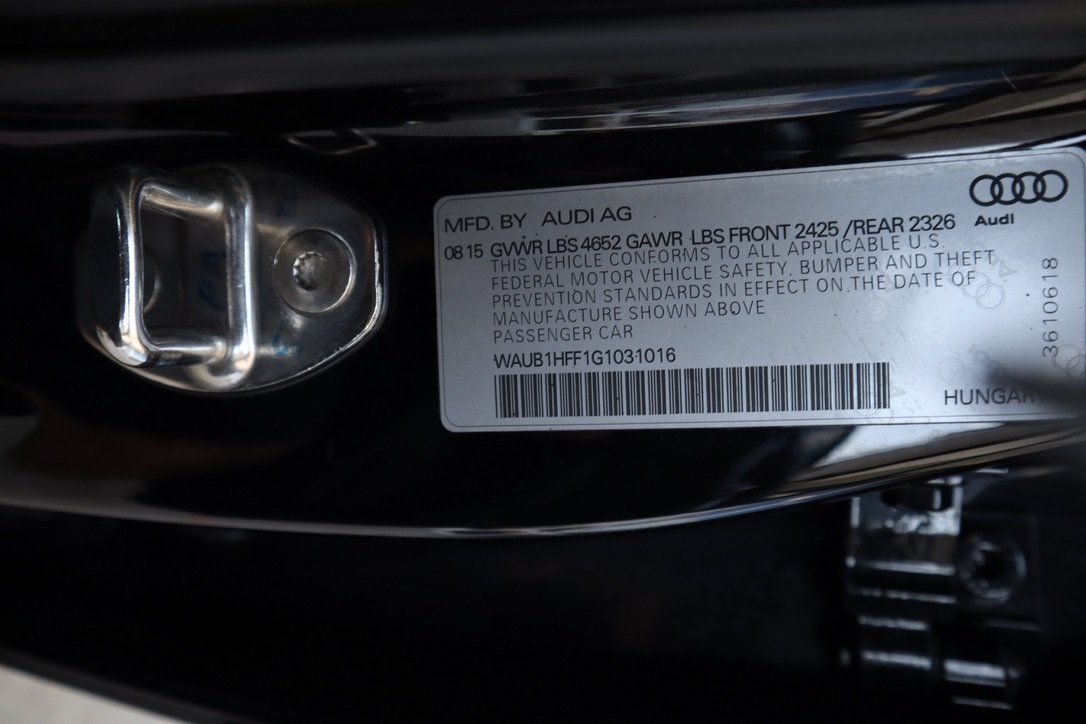 MFD. BY AUDI AG
Audi
08 15 GVWR LBS 4652 GAWR LBS FRONT 2425 /REAR 2326
THIS VEHICLE CONFORMS TO ALL APPLICABLE U.S.
FEDERAL MOTOR VEHICLE SAFETY, BUMPER AND THEFT
PREVENTION STANDARDS IN EFFECT ON THE DATE OF
MANUFACTURE SHOWN ABOVE
PASSENGER CAR
WAUB1HFF1G1031016
3610618